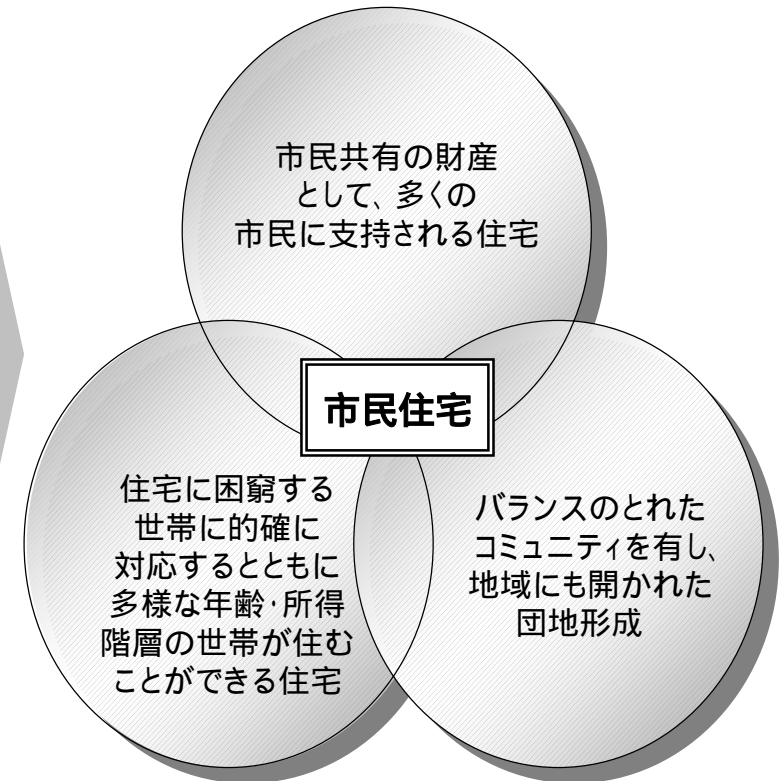 市民共有の財産
として、多くの
市民に支持される住宅
市民住宅
住宅に困窮する
世帯に的確に
対応するとともに
多様な年齢・所得
階層の世帯が住む
ことができる住宅
バランスのとれた
コミュニティを有し、
地域にも開かれた
団地形成